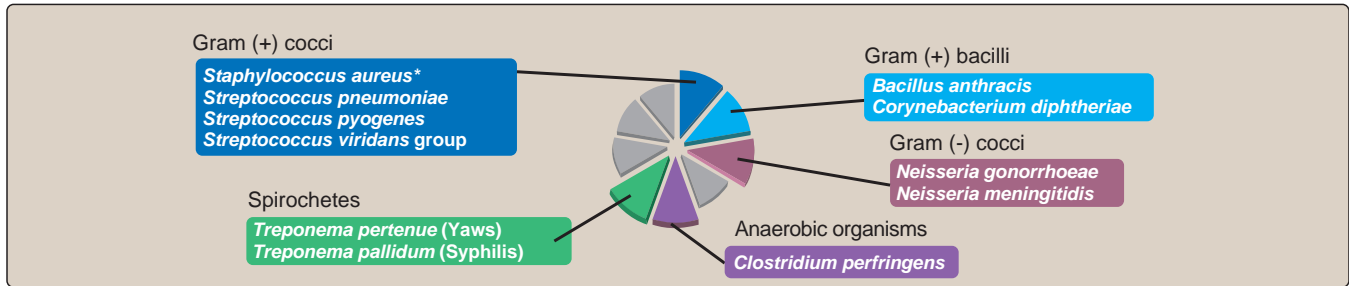 Gram (+) cocci
Staphylococcus aureus*
Streptococcus pneumoniae
Streptococcus pyogenes
Streptococcus viridans group
Gram (+) bacilli
Bacillus anthracis
Corynebacterium diphtheriae
Gram (-) cocci
Neisseria gonorrhoeae
Neisseria meningitidis
Spirochetes
Treponema pertenue (Yaws)
Treponema pallidum (Syphilis)
Anaerobic organisms
Clostridium perfringens